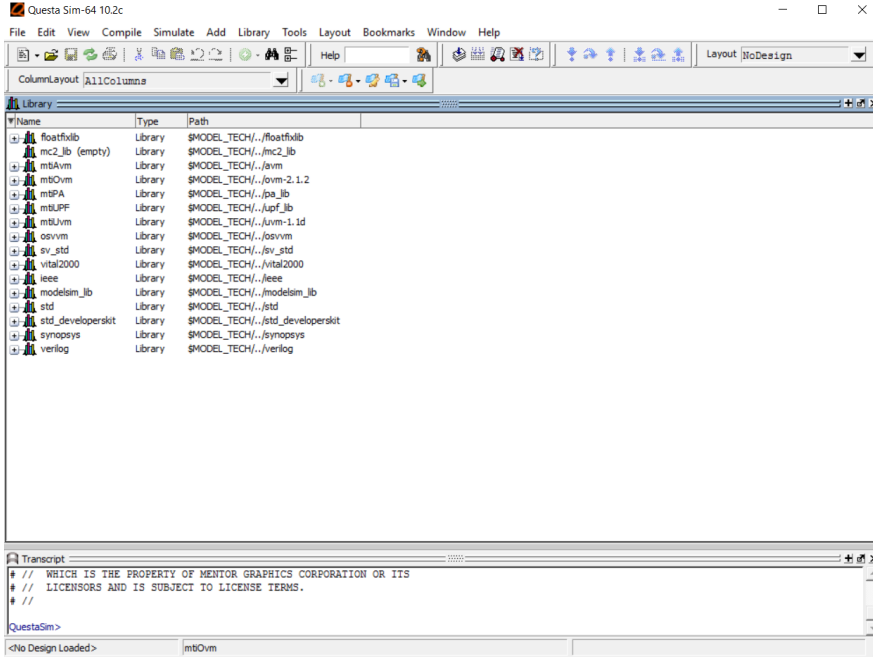 Questa Sim-64 10.2c
File Edit View Compile Simulate Add Library Tools Layout Bookmarks Window Help
Help Layout NoDesign
ColumnLayout AllColumns
Library
Name Type Path
floatfixlib Library $MODEL_TECH/../floatfixlib
mc2_lib (empty) Library $MODEL_TECH/../mc2_lib
mtiAvm Library $MODEL_TECH/../avm
mtiOvm Library $MODEL_TECH/../ovm-2.1.2
mtiPA Library $MODEL_TECH/../pa_lib
mtiUPF Library $MODEL_TECH/../upf_lib
mtiUvm Library $MODEL_TECH/../uvm-1.1d
osvvm Library $MODEL_TECH/../osvvm
sv_std Library $MODEL_TECH/../sv_std
vital2000 Library $MODEL_TECH/../vital2000
ieee Library $MODEL_TECH/../ieee
modelsim_lib Library $MODEL_TECH/../modelsim_lib
std Library $MODEL_TECH/../std
std_developerskit Library $MODEL_TECH/../std_developerskit
synopsys Library $MODEL_TECH/../synopsys
verilog Library $MODEL_TECH/../verilog
Transcript
# // WHICH IS THE PROPERTY OF MENTOR GRAPHICS CORPORATION OR ITS
# // LICENSORS AND IS SUBJECT TO LICENSE TERMS.
# //
QuestaSim>
<No Design Loaded> mtiOvm